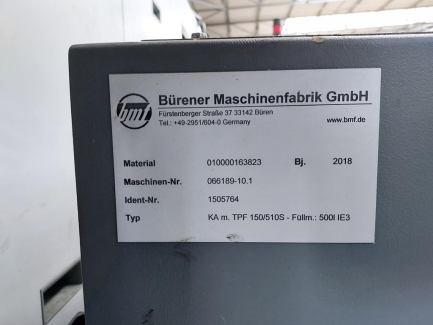 bmf
Bürener Maschinenfabrik GmbH
Fürstenberger Straße 37 33142 Büren
Tel.: +49-2951/604-0 Germany www.bmf.de
Material 010000163823 Bj. 2018
Maschinen-Nr. 066189-10.1
Ident-Nr. 1505764
Typ KA m. TPF 150/510S - Füllm.: 500l IE3